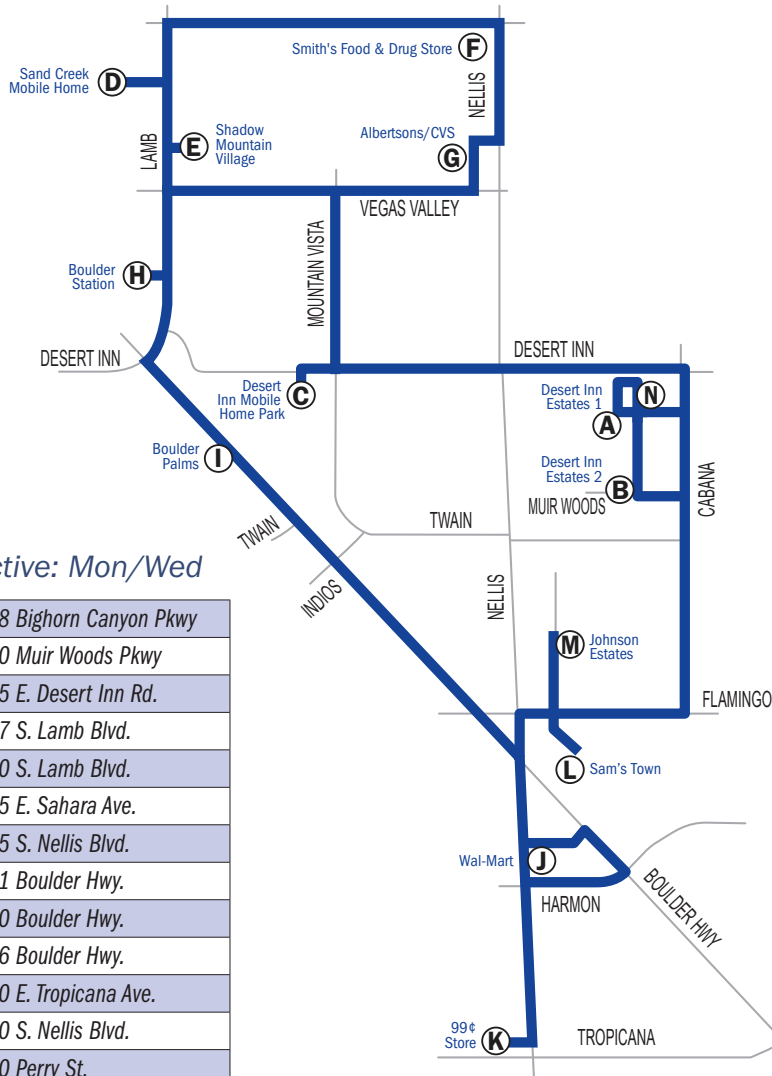 Smith's Food & Drug Store
F
Sand Creek
Mobile Home
D
NELLIS
Albertsons/CVS
G
LAMB
E
Shadow
Mountain
Village
VEGAS VALLEY
MOUNTAIN VISTA
Boulder
Station
H
DESERT INN
DESERT INN
Desert
Inn Mobile
Home Park
C
Desert Inn
Estates 1
N
A
Boulder
Palms
I
Desert Inn
Estates 2
B
MUIR WOODS
CABANA
TWAIN
TWAIN
INDIOS
NELLIS
M
Johnson
Estates
FLAMINGO
L
Sam's Town
Wal-Mart
J
HARMON
BOULDER HWY
99¢
Store
K
TROPICANA
ctive: Mon/Wed
8 Bighorn Canyon Pkwy
0 Muir Woods Pkwy
5 E. Desert Inn Rd.
7 S. Lamb Blvd.
0 S. Lamb Blvd.
5 E. Sahara Ave.
5 S. Nellis Blvd.
1 Boulder Hwy.
0 Boulder Hwy.
6 Boulder Hwy.
0 E. Tropicana Ave.
0 S. Nellis Blvd.
0 Perry St.